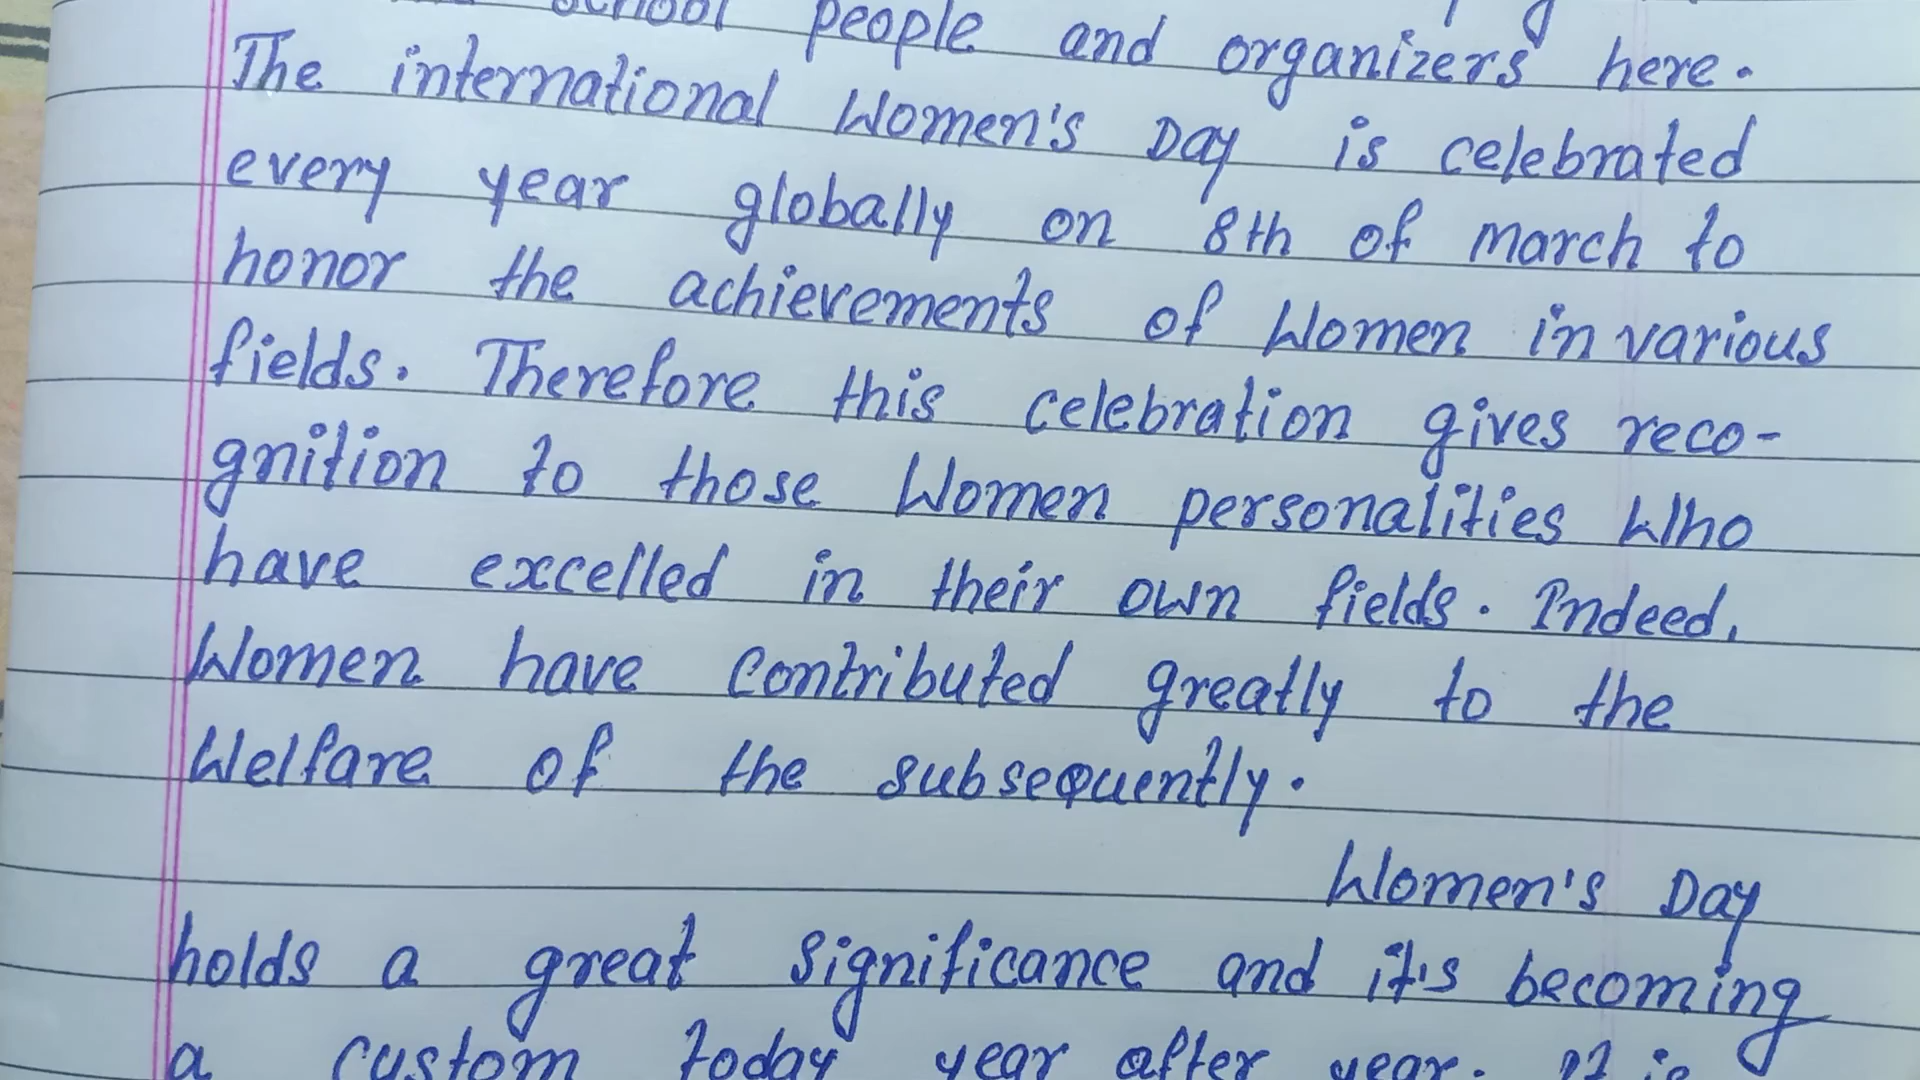 school people and organizers here.
The international Women's Day is celebrated
every year globally on 8th of march to
honor the achievements of Women in various
fields. Therefore this celebration gives reco-
gnition to those Women personalities Who
have excelled in their own fields. Indeed,
Women have contributed greatly to the
Welfare of the subsequently.
Women's Day
holds a great significance and it's becoming
a custom today year after year. It is